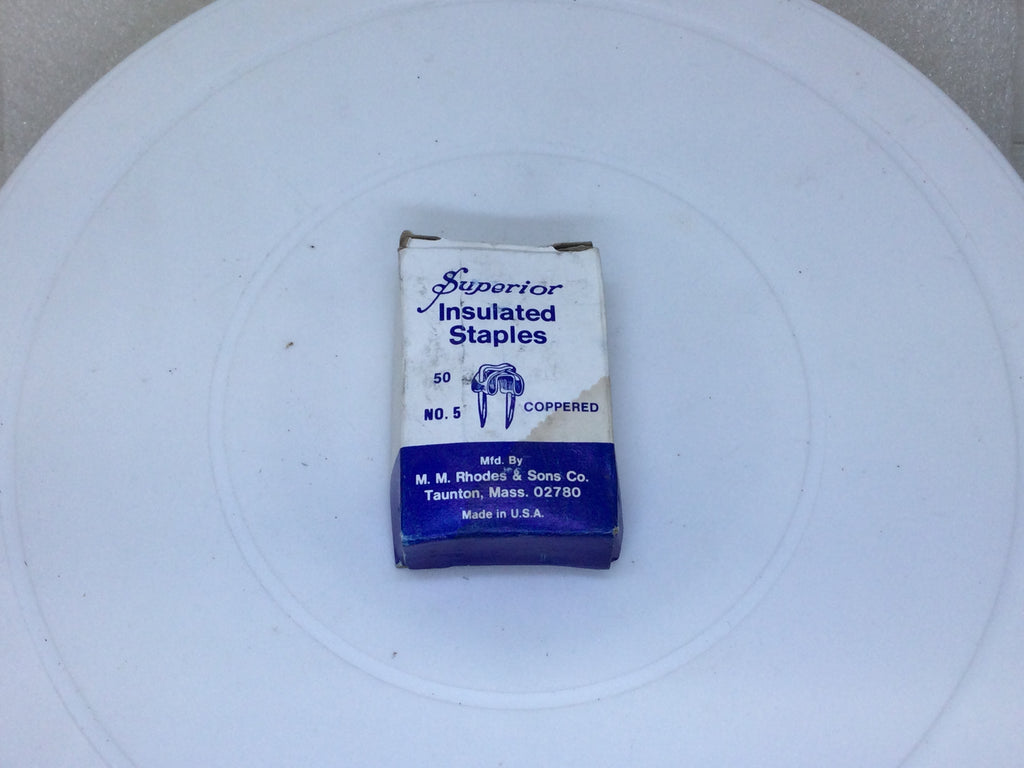 Superior
Insulated
Staples
50
NO. 5
COPPERED
Mfd. By
M. M. Rhodes & Sons Co.
Taunton, Mass. 02780
Made in U.S.A.